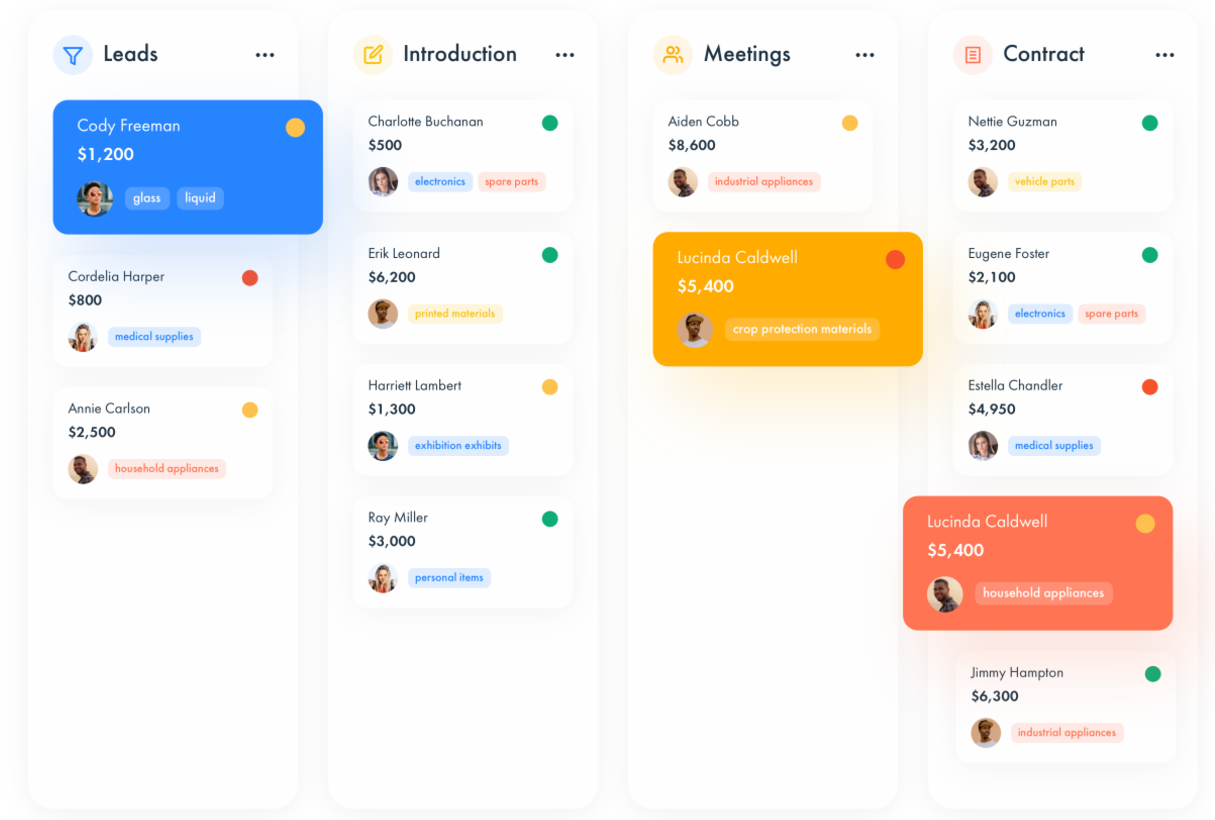 Leads
Cody Freeman
$1,200
glass liquid
Cordelia Harper
$800
medical supplies
Annie Carlson
$2,500
household appliances
Introduction
Charlotte Buchanan
$500
electronics spare parts
Erik Leonard
$6,200
printed materials
Harriett Lambert
$1,300
exhibition exhibits
Ray Miller
$3,000
personal items
Meetings
Aiden Cobb
$8,600
industrial appliances
Lucinda Caldwell
$5,400
crop protection materials
Contract
Nettie Guzman
$3,200
vehicle parts
Eugene Foster
$2,100
electronics spare parts
Estella Chandler
$4,950
medical supplies
Lucinda Caldwell
$5,400
household appliances
Jimmy Hampton
$6,300
industrial appliances